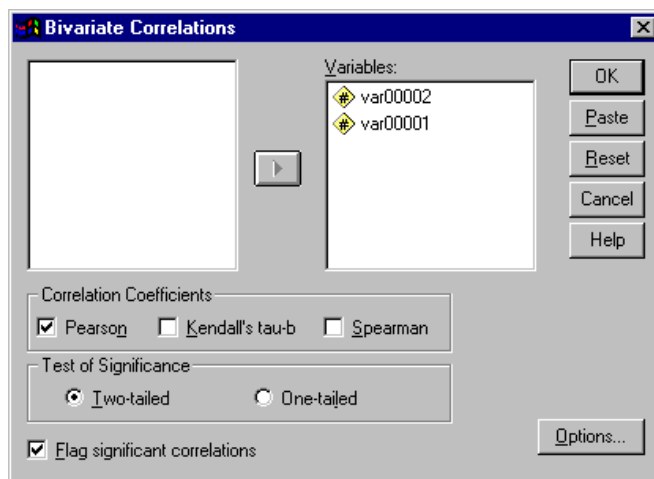 Bivariate Correlations
Variables:
# var00002
# var00001
OK
Paste
Reset
Cancel
Help
Correlation Coefficients
Pearson Kendall's tau-b Spearman
Test of Significance
Two-tailed One-tailed
Flag significant correlations
Options...